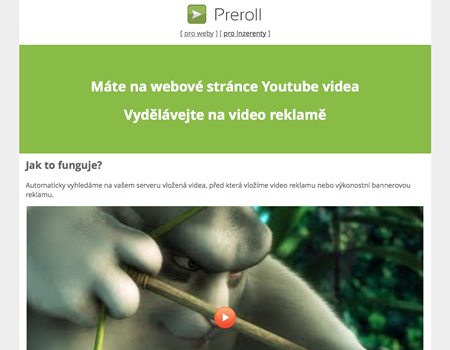 Preroll
[ pro weby ] [ pro Inzerenty ]
Máte na webové stránce Youtube videa
Vydělávejte na video reklamě
Jak to funguje?
Automaticky vyhledáme na vašem serveru vložená videa, před která vložíme video reklamu nebo výkonostní bannerovou
reklamu.